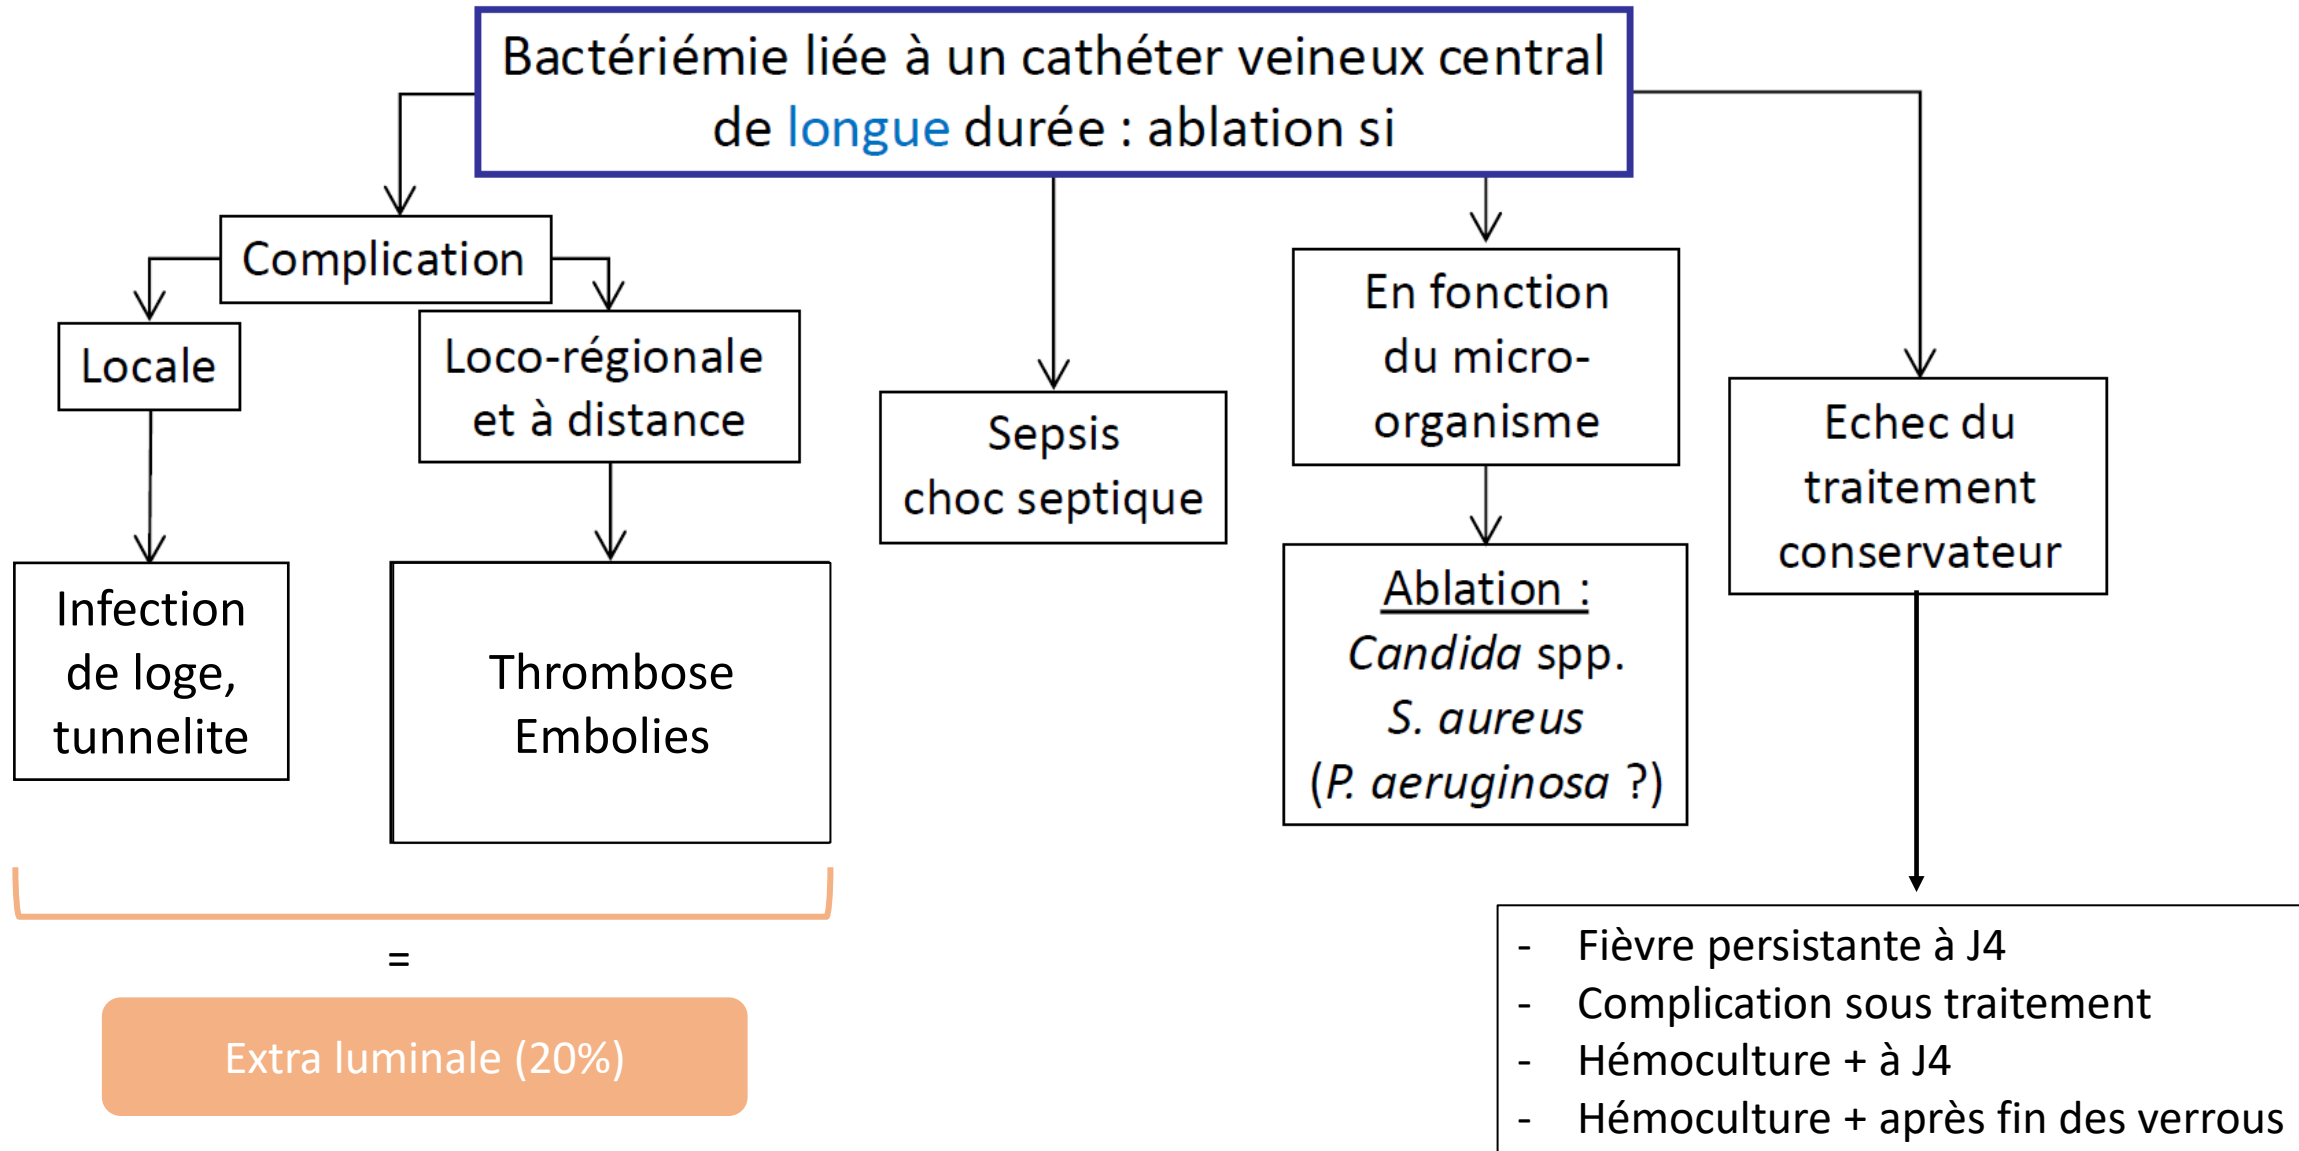 Bactériémie liée à un cathéter veineux central
de longue durée : ablation si
Complication
Locale
Loco-régionale
et à distance
Infection
de loge,
tunnelite
Thrombose
Embolies
=
Extra luminale (20%)
Sepsis
choc septique
En fonction
du micro-
organisme
Ablation :
Candida spp.
S. aureus
(P. aeruginosa ?)
Echec du
traitement
conservateur
- Fièvre persistante à J4
- Complication sous traitement
- Hémoculture + à J4
- Hémoculture + après fin des verrous